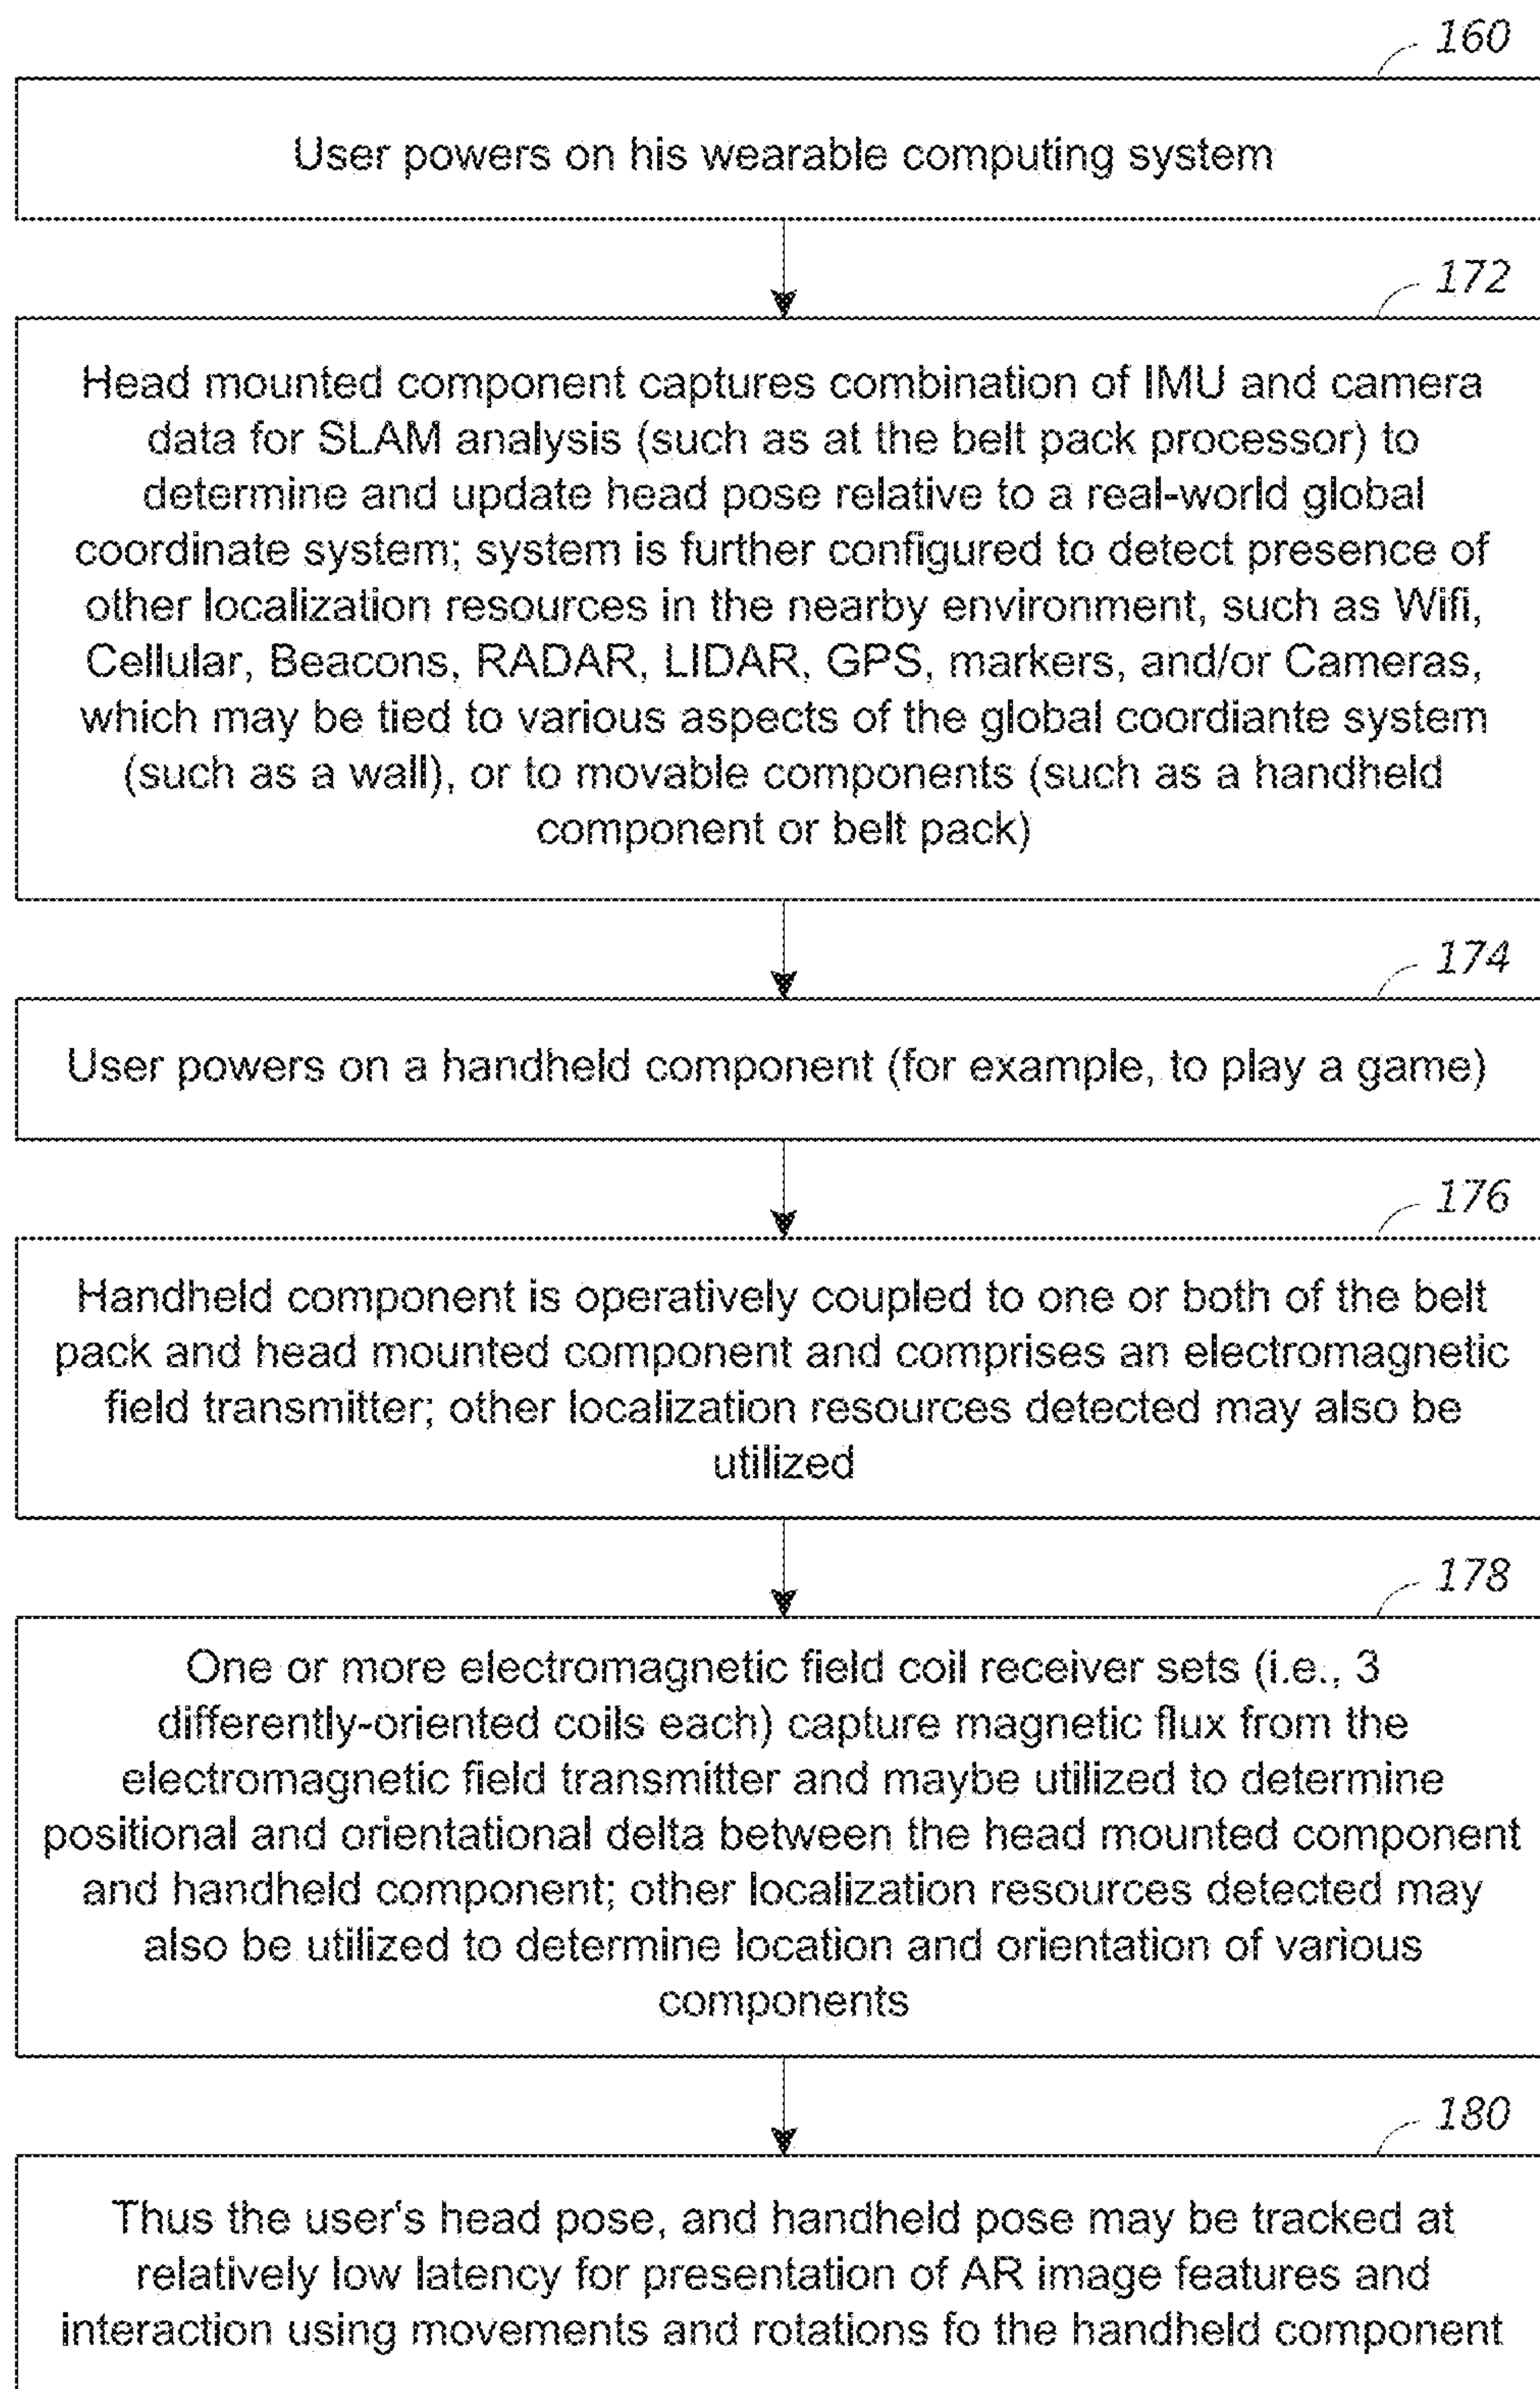 160
User powers on his wearable computing system
172
Head mounted component captures combination of IMU and camera
data for SLAM analysis (such as at the belt pack processor) to
determine and update head pose relative to a real-world global
coordinate system; system is further configured to detect presence of
other localization resources in the nearby environment, such as Wifi,
Cellular, Beacons, RADAR, LIDAR, GPS, markers, and/or Cameras,
which may be tied to various aspects of the global coordiante system
(such as a wall), or to movable components (such as a handheld
component or belt pack)
174
User powers on a handheld component (for example, to play a game)
176
Handheld component is operatively coupled to one or both of the belt
pack and head mounted component and comprises an electromagnetic
field transmitter; other localization resources detected may also be
utilized
178
One or more electromagnetic field coil receiver sets (i.e., 3
differently-oriented coils each) capture magnetic flux from the
electromagnetic field transmitter and maybe utilized to determine
positional and orientational delta between the head mounted component
and handheld component; other localization resources detected may
also be utilized to determine location and orientation of various
components
180
Thus the user's head pose, and handheld pose may be tracked at
relatively low latency for presentation of AR image features and
interaction using movements and rotations fo the handheld component